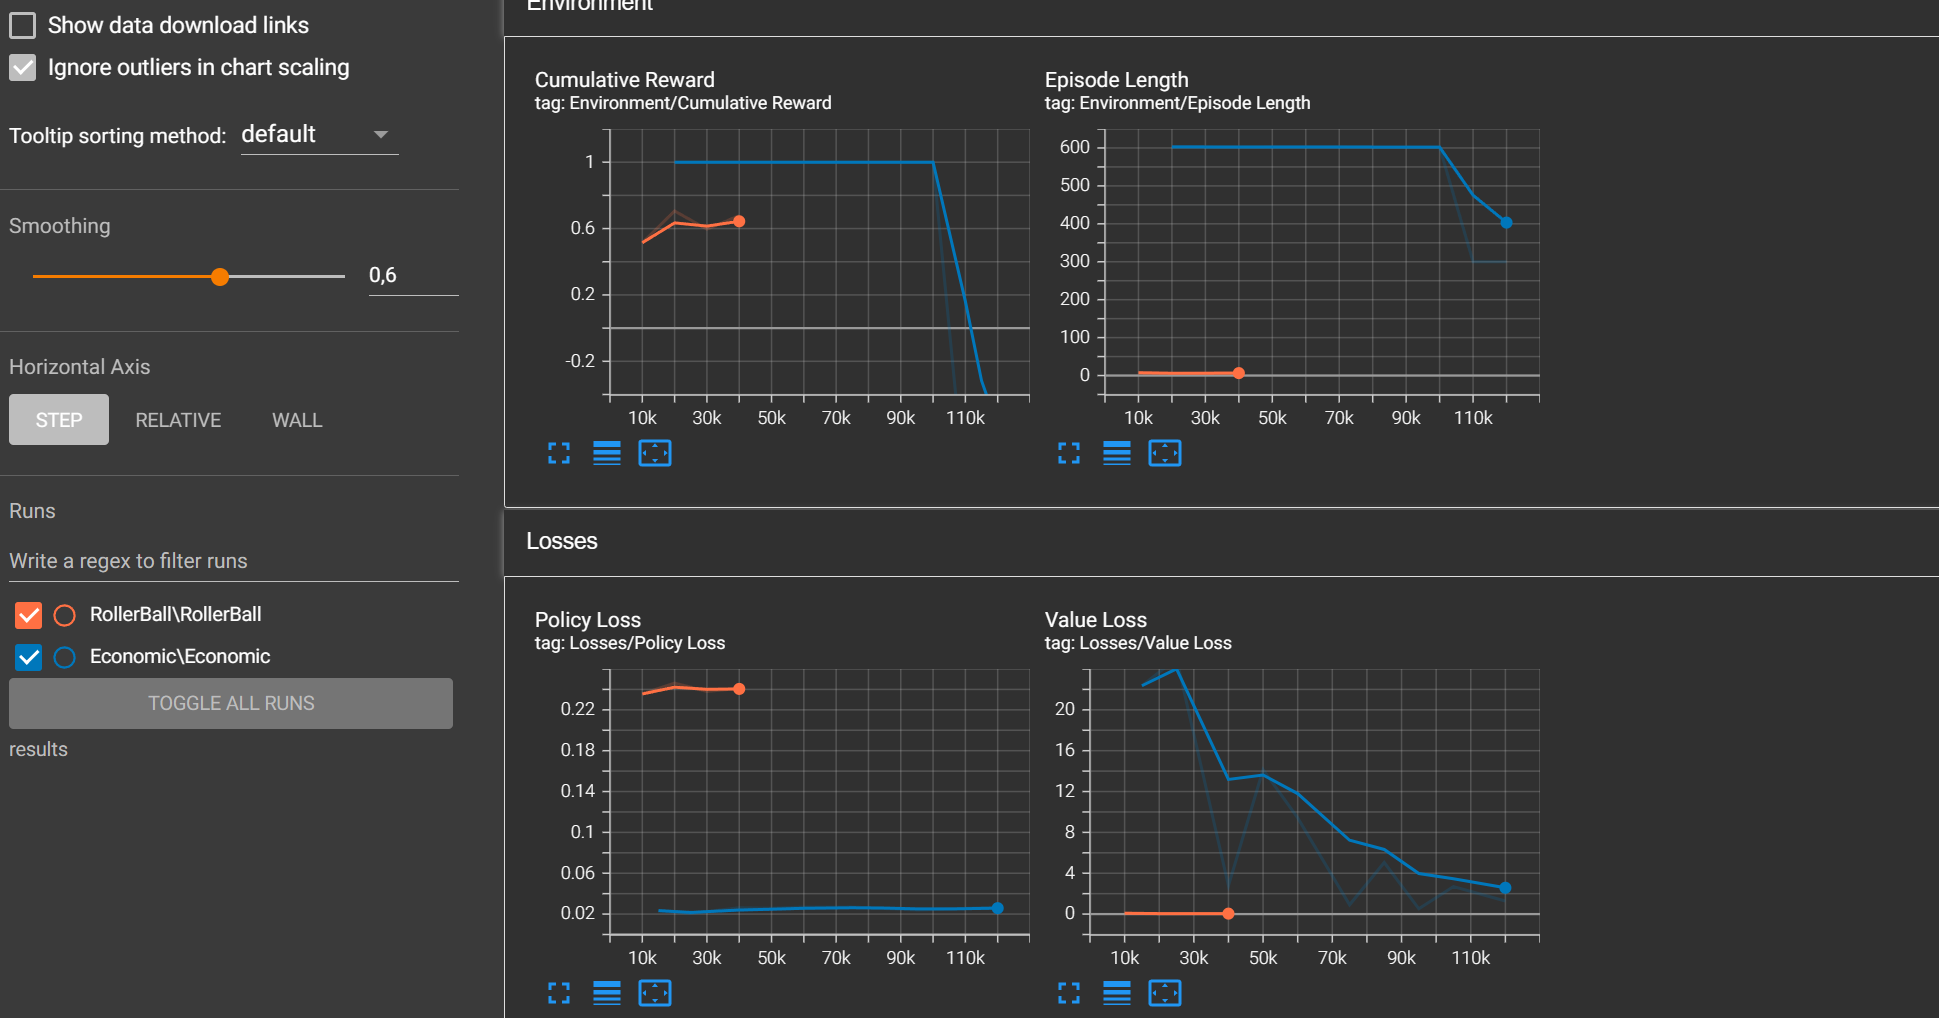 Show data download links
Ignore outliers in chart scaling
Tooltip sorting method: default
Smoothing
0,6
Horizontal Axis
STEP RELATIVE WALL
Runs
Write a regex to filter runs
RollerBall\RollerBall
Economic\Economic
TOGGLE ALL RUNS
results
Environment
Cumulative Reward
tag: Environment/Cumulative Reward
1
0.6
0.2
-0.2
10k 30k 50k 70k 90k 110k
Episode Length
tag: Environment/Episode Length
600
500
400
300
200
100
0
10k 30k 50k 70k 90k 110k
Losses
Policy Loss
tag: Losses/Policy Loss
0.22
0.18
0.14
0.1
0.06
0.02
10k 30k 50k 70k 90k 110k
Value Loss
tag: Losses/Value Loss
20
16
12
8
4
0
10k 30k 50k 70k 90k 110k